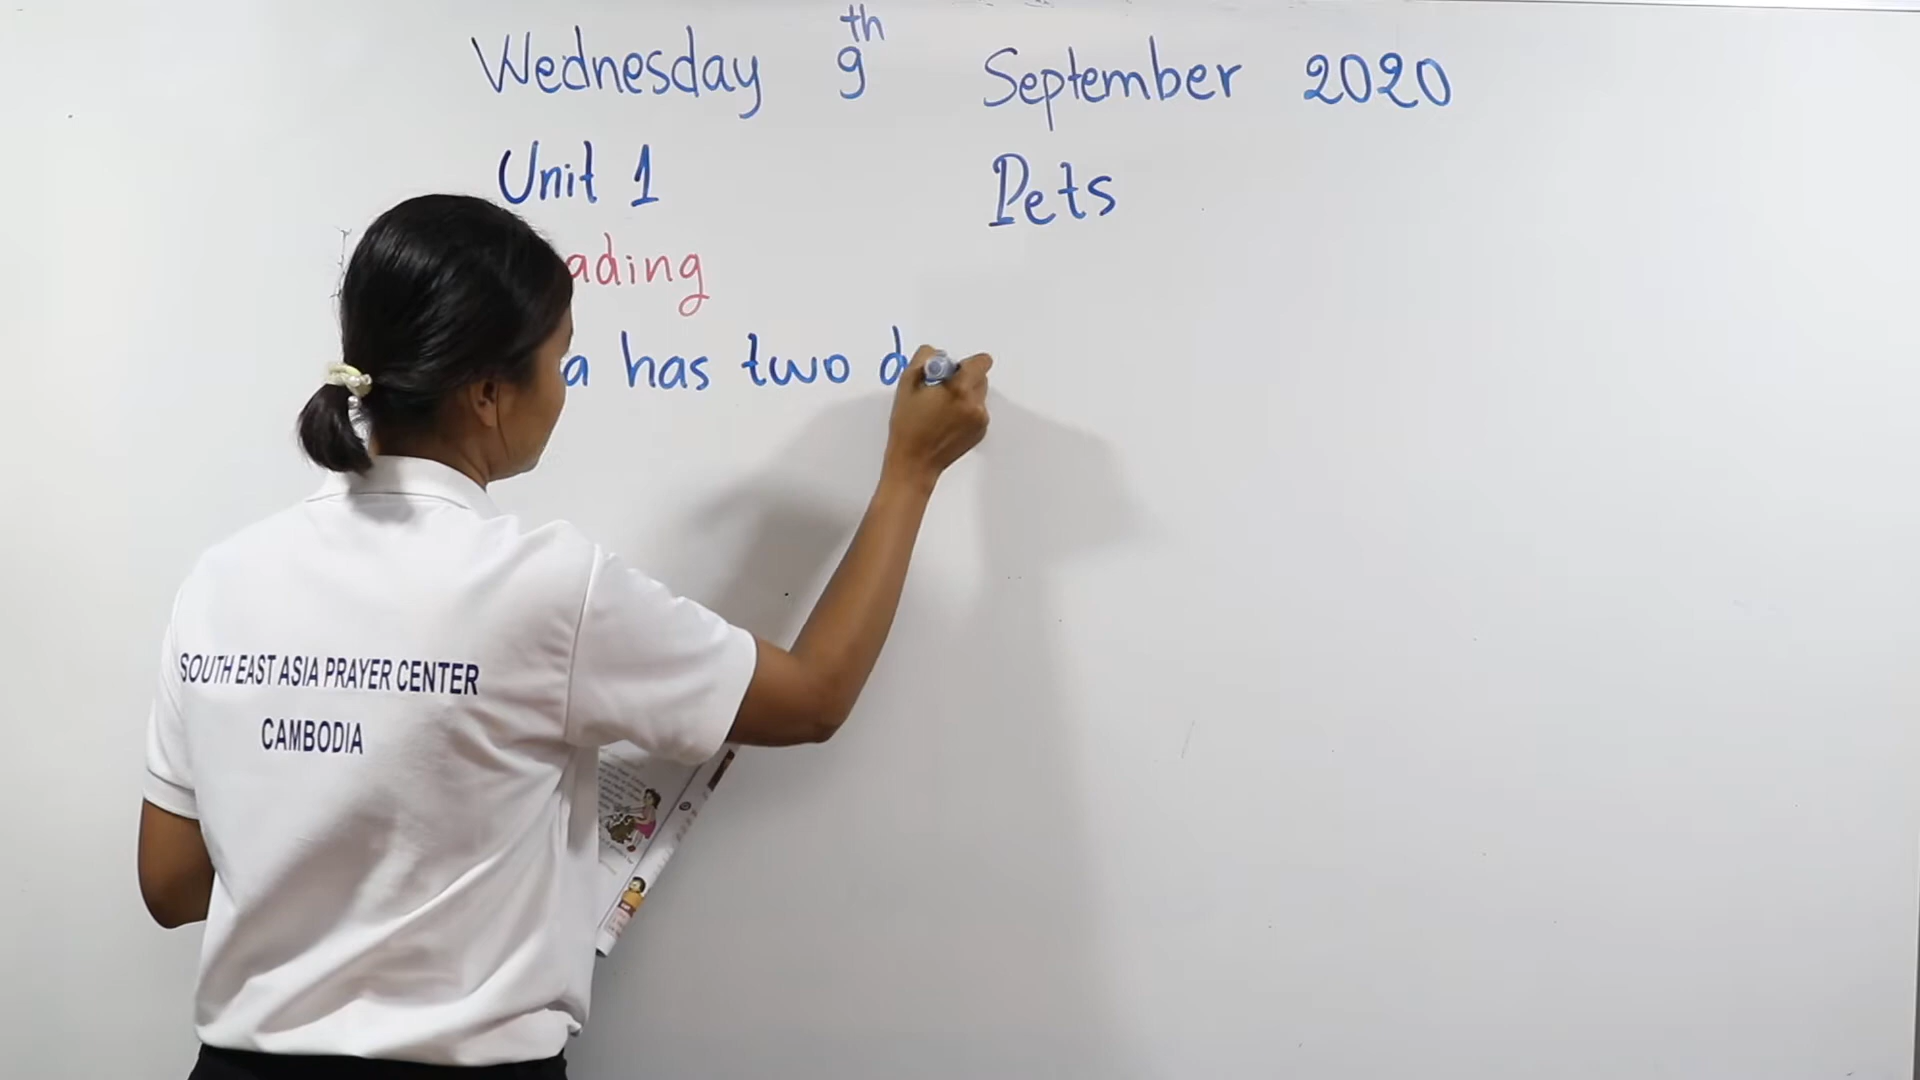 Wednesday 9th September 2020
Unit 1 Pets
ading
a has two d
SOUTH EAST ASIA PRAYER CENTER
CAMBODIA